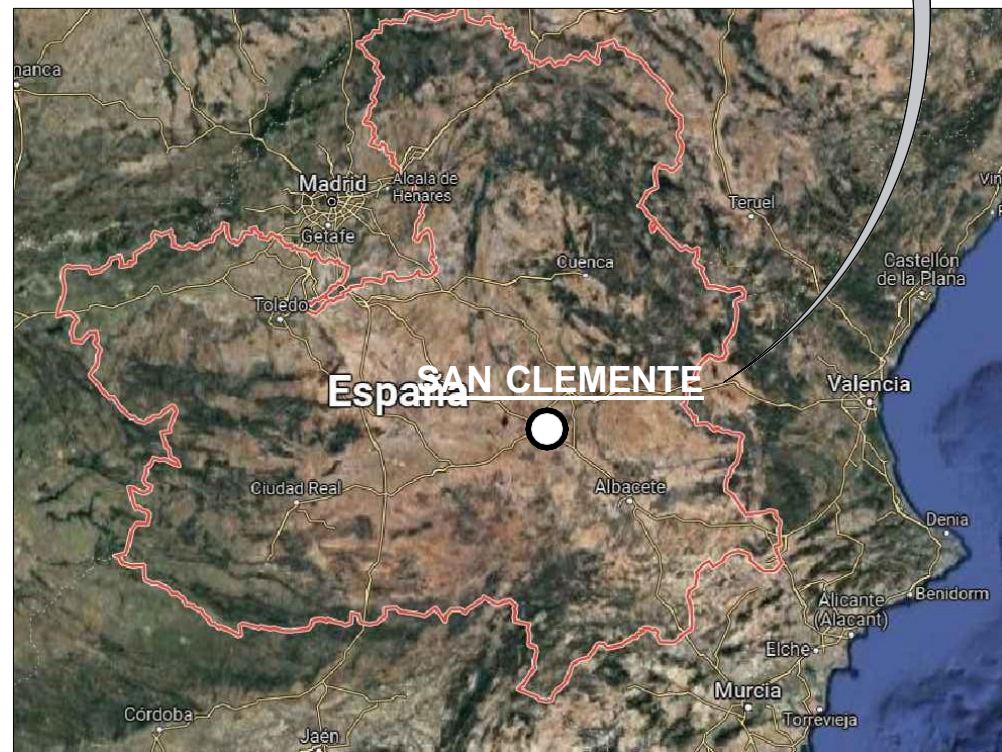 Madrid
Alcalá de
Henares
Getafe
Teruel
Cuenca
Castellón
de la Plana
Toledo
España
SAN CLEMENTE
Valencia
Ciudad Real
Albacete
Denia
Benidorm
Alicante
(Alacant)
Elche
Murcia
Torrevieja
Córdoba
Jaén